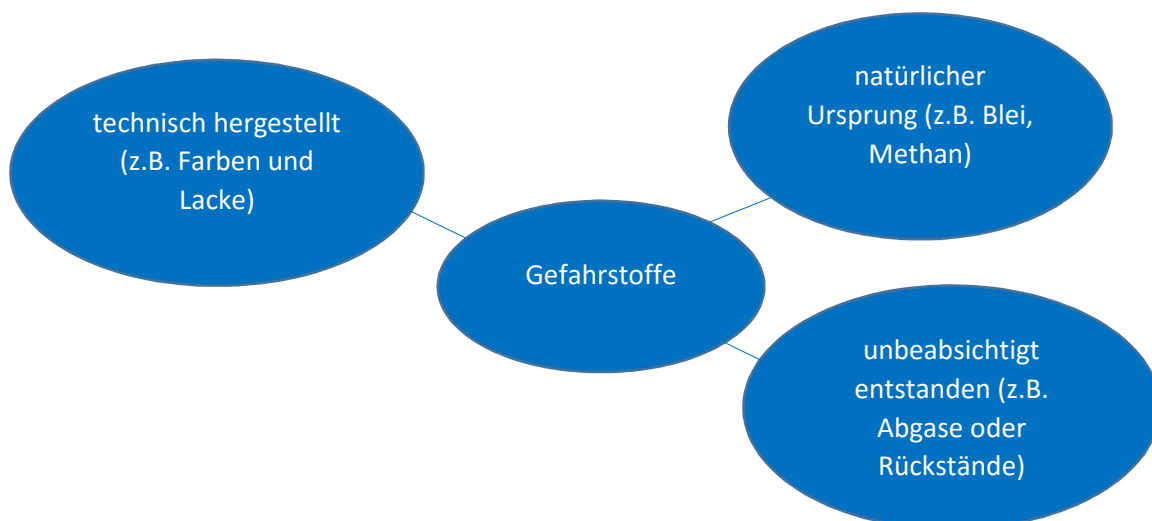 technisch hergestellt
(z.B. Farben und
Lacke)
natürlicher
Ursprung (z.B. Blei,
Methan)
Gefahrstoffe
unbeabsichtigt
entstanden (z.B.
Abgase oder
Rückstände)